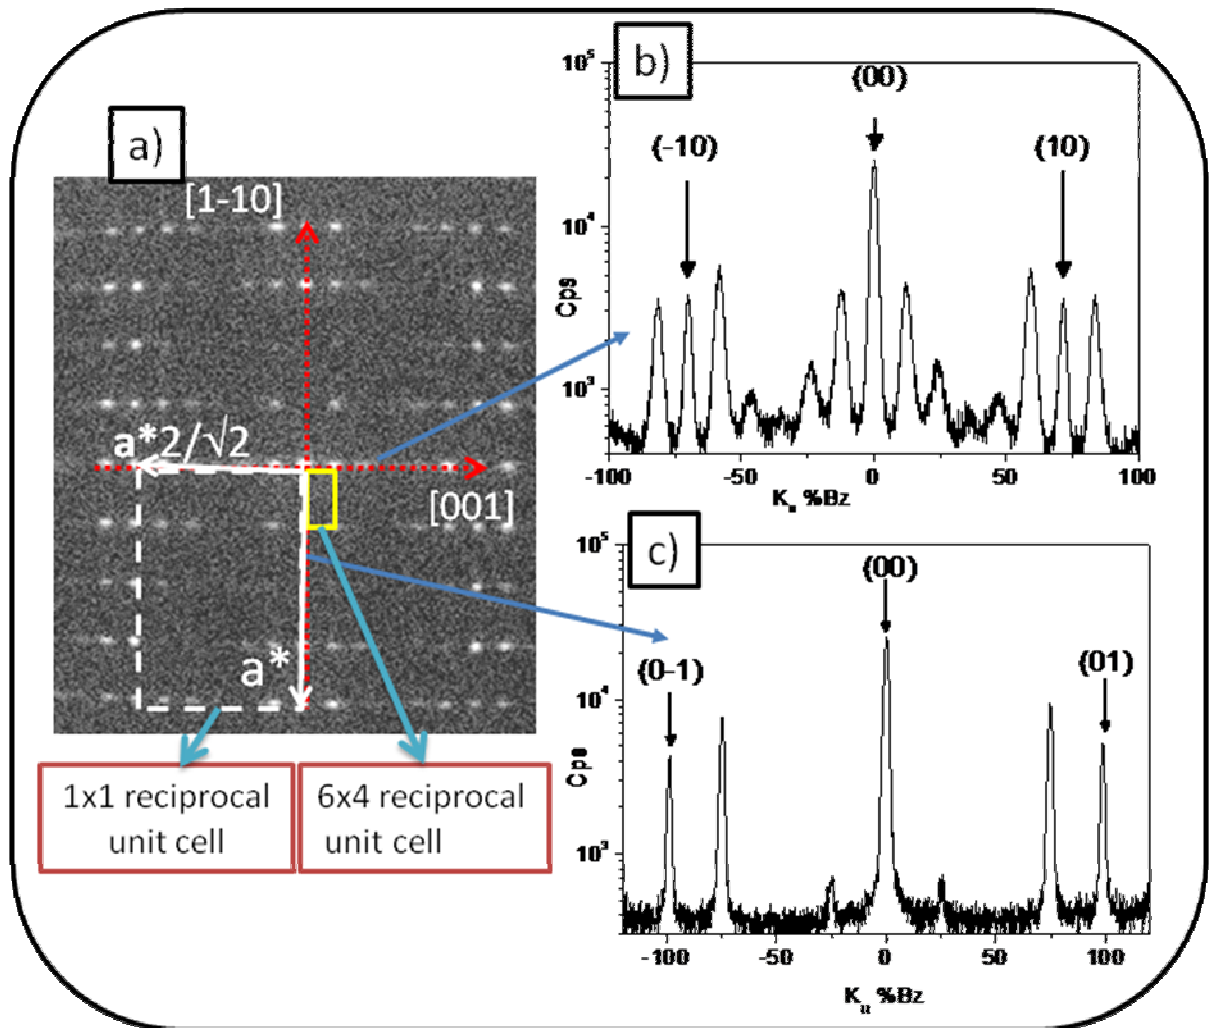 a)
[1-10]
a*2/√2
[001]
a*
1x1 reciprocal
unit cell
6x4 reciprocal
unit cell
b)
(00)
(-10)
(10)
10⁵
10⁴
10³
Cps
-100
-50
0
50
100
%Bz
c)
(00)
(0-1)
(01)
10⁵
10⁴
10³
Cps
-100
-50
0
50
100
%Bz